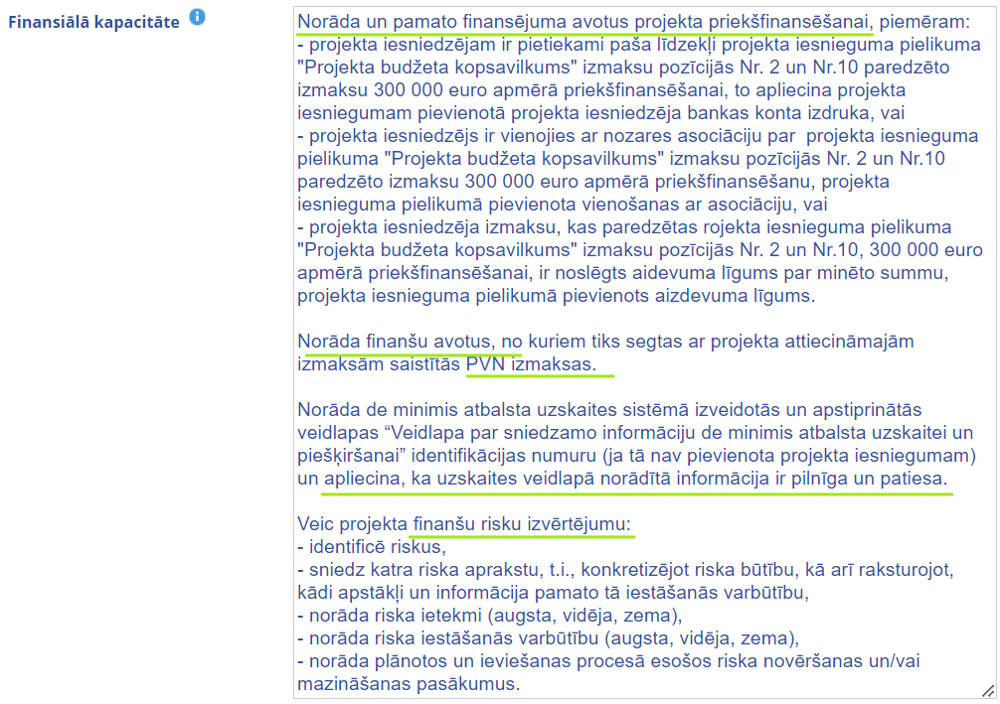 Finansiālā kapacitāte i
Norāda un pamato finansējuma avotus projekta priekšfinansēšanai, piemēram:
- projekta iesniedzējam ir pietiekami paša līdzekļi projekta iesnieguma pielikuma
"Projekta budžeta kopsavilkums" izmaksu pozīcijās Nr. 2 un Nr.10 paredzēto
izmaksu 300 000 euro apmērā priekšfinansēšanai, to apliecina projekta
iesniegumam pievienotā projekta iesniedzēja bankas konta izdruka, vai
- projekta iesniedzējs ir vienojies ar nozares asociāciju par  projekta iesnieguma
pielikuma "Projekta budžeta kopsavilkums" izmaksu pozīcijās Nr. 2 un Nr.10
paredzēto izmaksu 300 000 euro apmērā priekšfinansēšanu, projekta
iesnieguma pielikumā pievienota vienošanas ar asociāciju, vai
- projekta iesniedzēja izmaksu, kas paredzētas rojekta iesnieguma pielikuma
"Projekta budžeta kopsavilkums" izmaksu pozīcijās Nr. 2 un Nr.10, 300 000 euro
apmērā priekšfinansēšanai, ir noslēgts aidevuma līgums par minēto summu,
projekta iesnieguma pielikumā pievienots aizdevuma līgums.
Norāda finanšu avotus, no kuriem tiks segtas ar projekta attiecināmajām
izmaksām saistītās PVN izmaksas.
Norāda de minimis atbalsta uzskaites sistēmā izveidotās un apstiprinātās
veidlapas “Veidlapa par sniedzamo informāciju de minimis atbalsta uzskaitei un
piešķiršanai” identifikācijas numuru (ja tā nav pievienota projekta iesniegumam)
un apliecina, ka uzskaites veidlapā norādītā informācija ir pilnīga un patiesa.
Veic projekta finanšu risku izvērtējumu:
- identificē riskus,
- sniedz katra riska aprakstu, t.i., konkretizējot riska būtību, kā arī raksturojot,
kādi apstākļi un informācija pamato tā iestāšanās varbūtību,
- norāda riska ietekmi (augsta, vidēja, zema),
- norāda riska iestāšanās varbūtību (augsta, vidēja, zema),
- norāda plānotos un ieviešanas procesā esošos riska novēršanas un/vai
mazināšanas pasākumus.